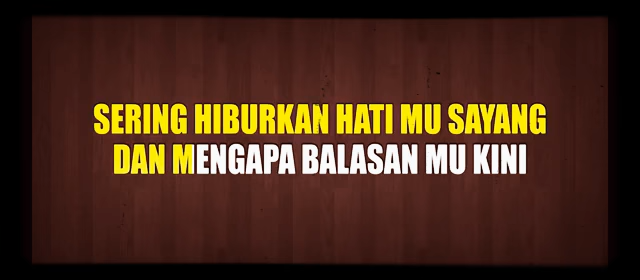 SERING HIBURKAN HATI MU SAYANG
DAN MENGAPA BALASAN MU KINI